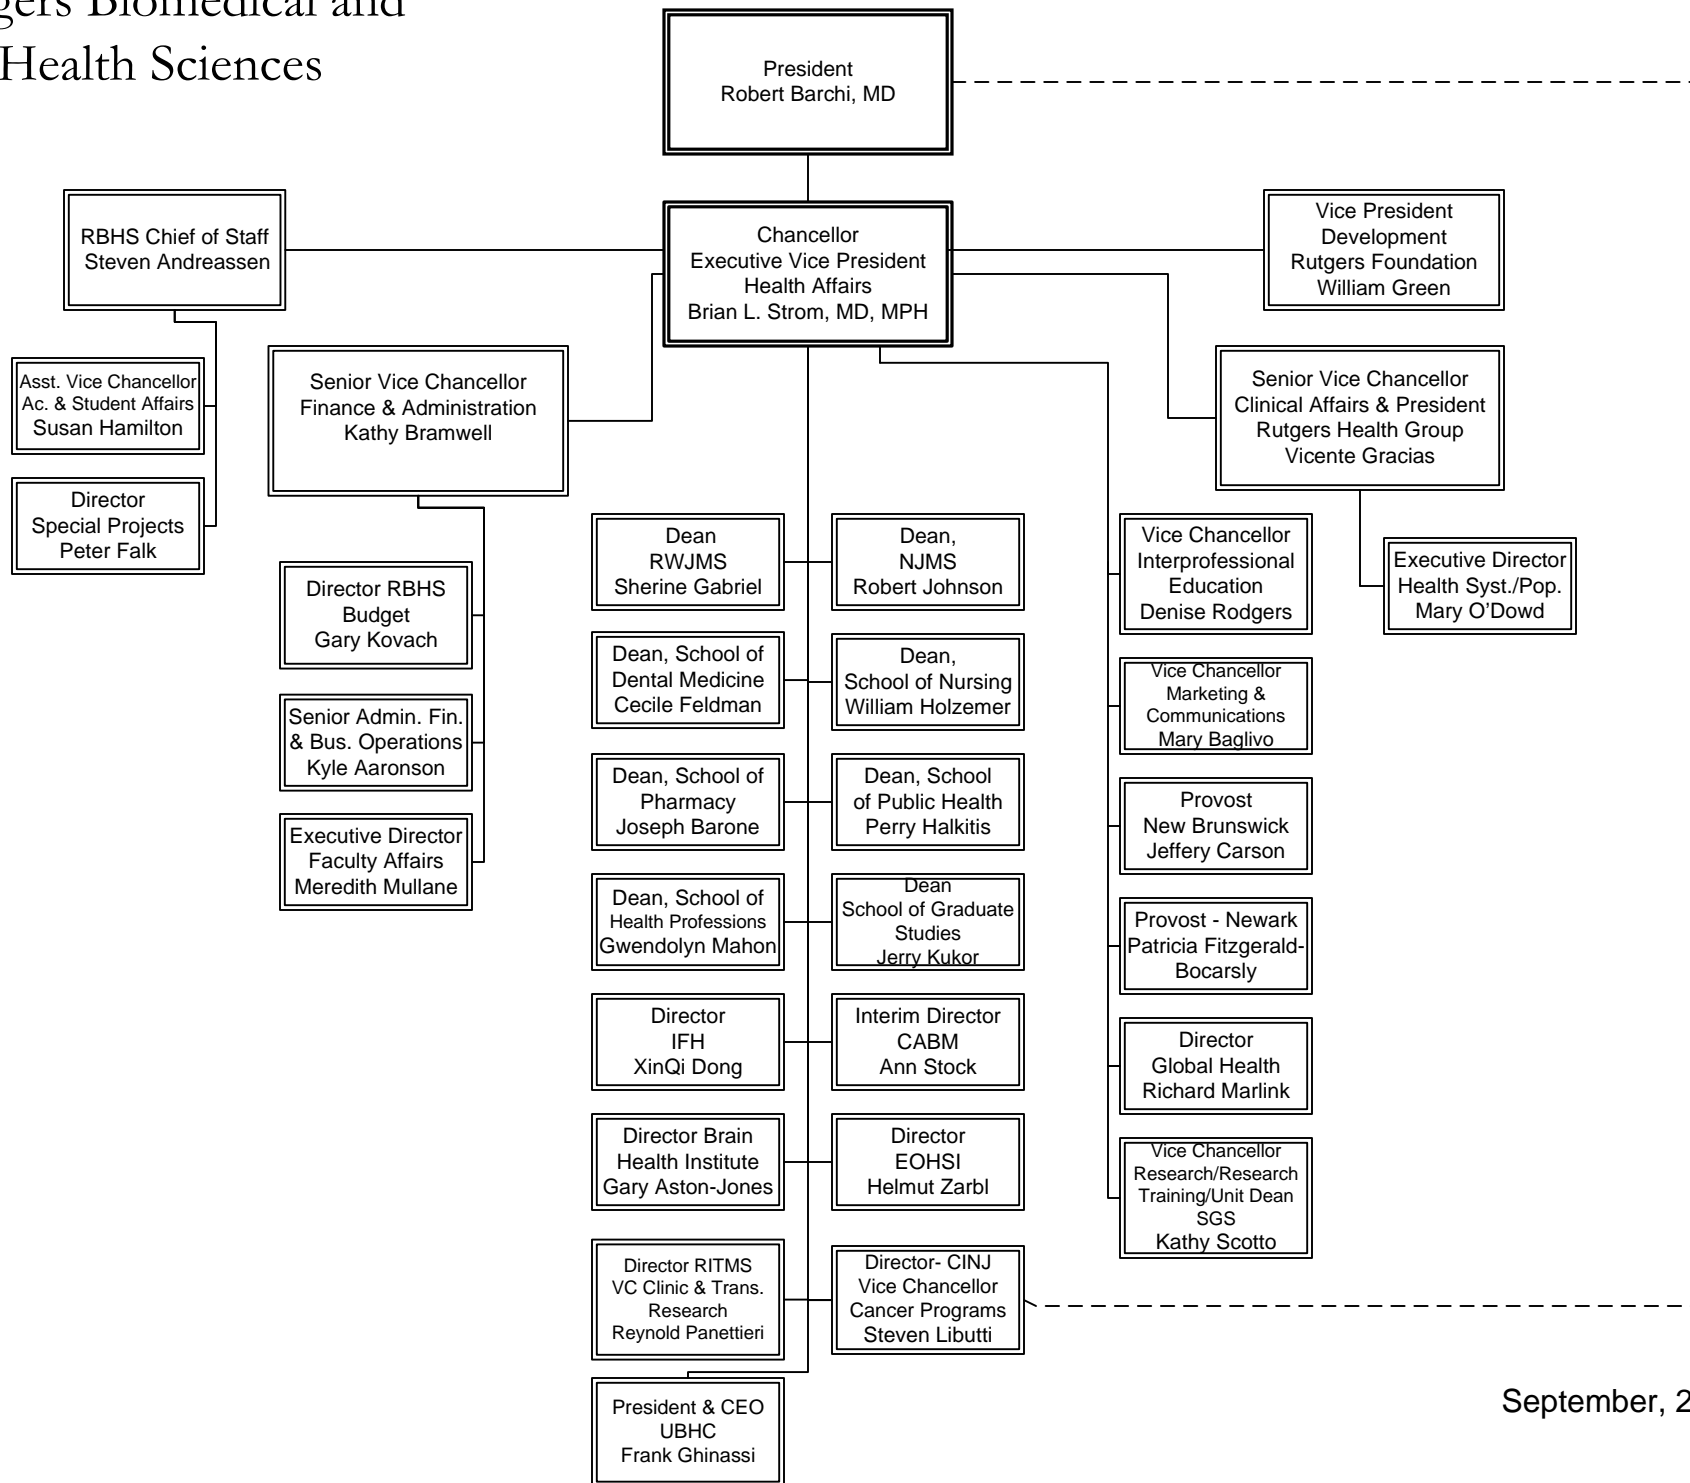 gers Biomedical and
Health Sciences
President
Robert Barchi, MD
RBHS Chief of Staff
Steven Andreassen
Chancellor
Executive Vice President
Health Affairs
Brian L. Strom, MD, MPH
Vice President
Development
Rutgers Foundation
William Green
Asst. Vice Chancellor
Ac. & Student Affairs
Susan Hamilton
Director
Special Projects
Peter Falk
Senior Vice Chancellor
Finance & Administration
Kathy Bramwell
Senior Vice Chancellor
Clinical Affairs & President
Rutgers Health Group
Vicente Gracias
Director RBHS
Budget
Gary Kovach
Senior Admin. Fin.
& Bus. Operations
Kyle Aaronson
Executive Director
Faculty Affairs
Meredith Mullane
Dean
RWJMS
Sherine Gabriel
Dean,
NJMS
Robert Johnson
Dean, School of
Dental Medicine
Cecile Feldman
Dean,
School of Nursing
William Holzemer
Dean, School of
Pharmacy
Joseph Barone
Dean, School
of Public Health
Perry Halkitis
Dean, School of
Health Professions
Gwendolyn Mahon
Dean
School of Graduate
Studies
Jerry Kukor
Director
IFH
XinQi Dong
Interim Director
CABM
Ann Stock
Director Brain
Health Institute
Gary Aston-Jones
Director
EOHSI
Helmut Zarbl
Director RITMS
VC Clinic & Trans.
Research
Reynold Panettieri
Director- CINJ
Vice Chancellor
Cancer Programs
Steven Libutti
President & CEO
UBHC
Frank Ghinassi
Vice Chancellor
Interprofessional
Education
Denise Rodgers
Vice Chancellor
Marketing &
Communications
Mary Baglivo
Provost
New Brunswick
Jeffery Carson
Provost - Newark
Patricia Fitzgerald-
Bocarsly
Director
Global Health
Richard Marlink
Vice Chancellor
Research/Research
Training/Unit Dean
SGS
Kathy Scotto
Executive Director
Health Syst./Pop.
Mary O’Dowd
September, 2